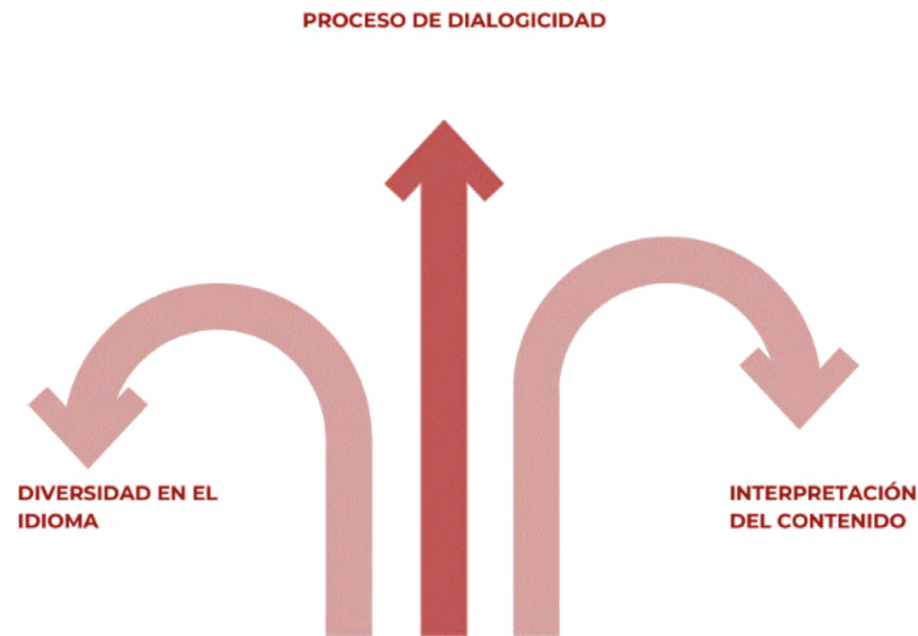 PROCESO DE DIALOGICIDAD
DIVERSIDAD EN EL
IDIOMA
INTERPRETACIÓN
DEL CONTENIDO